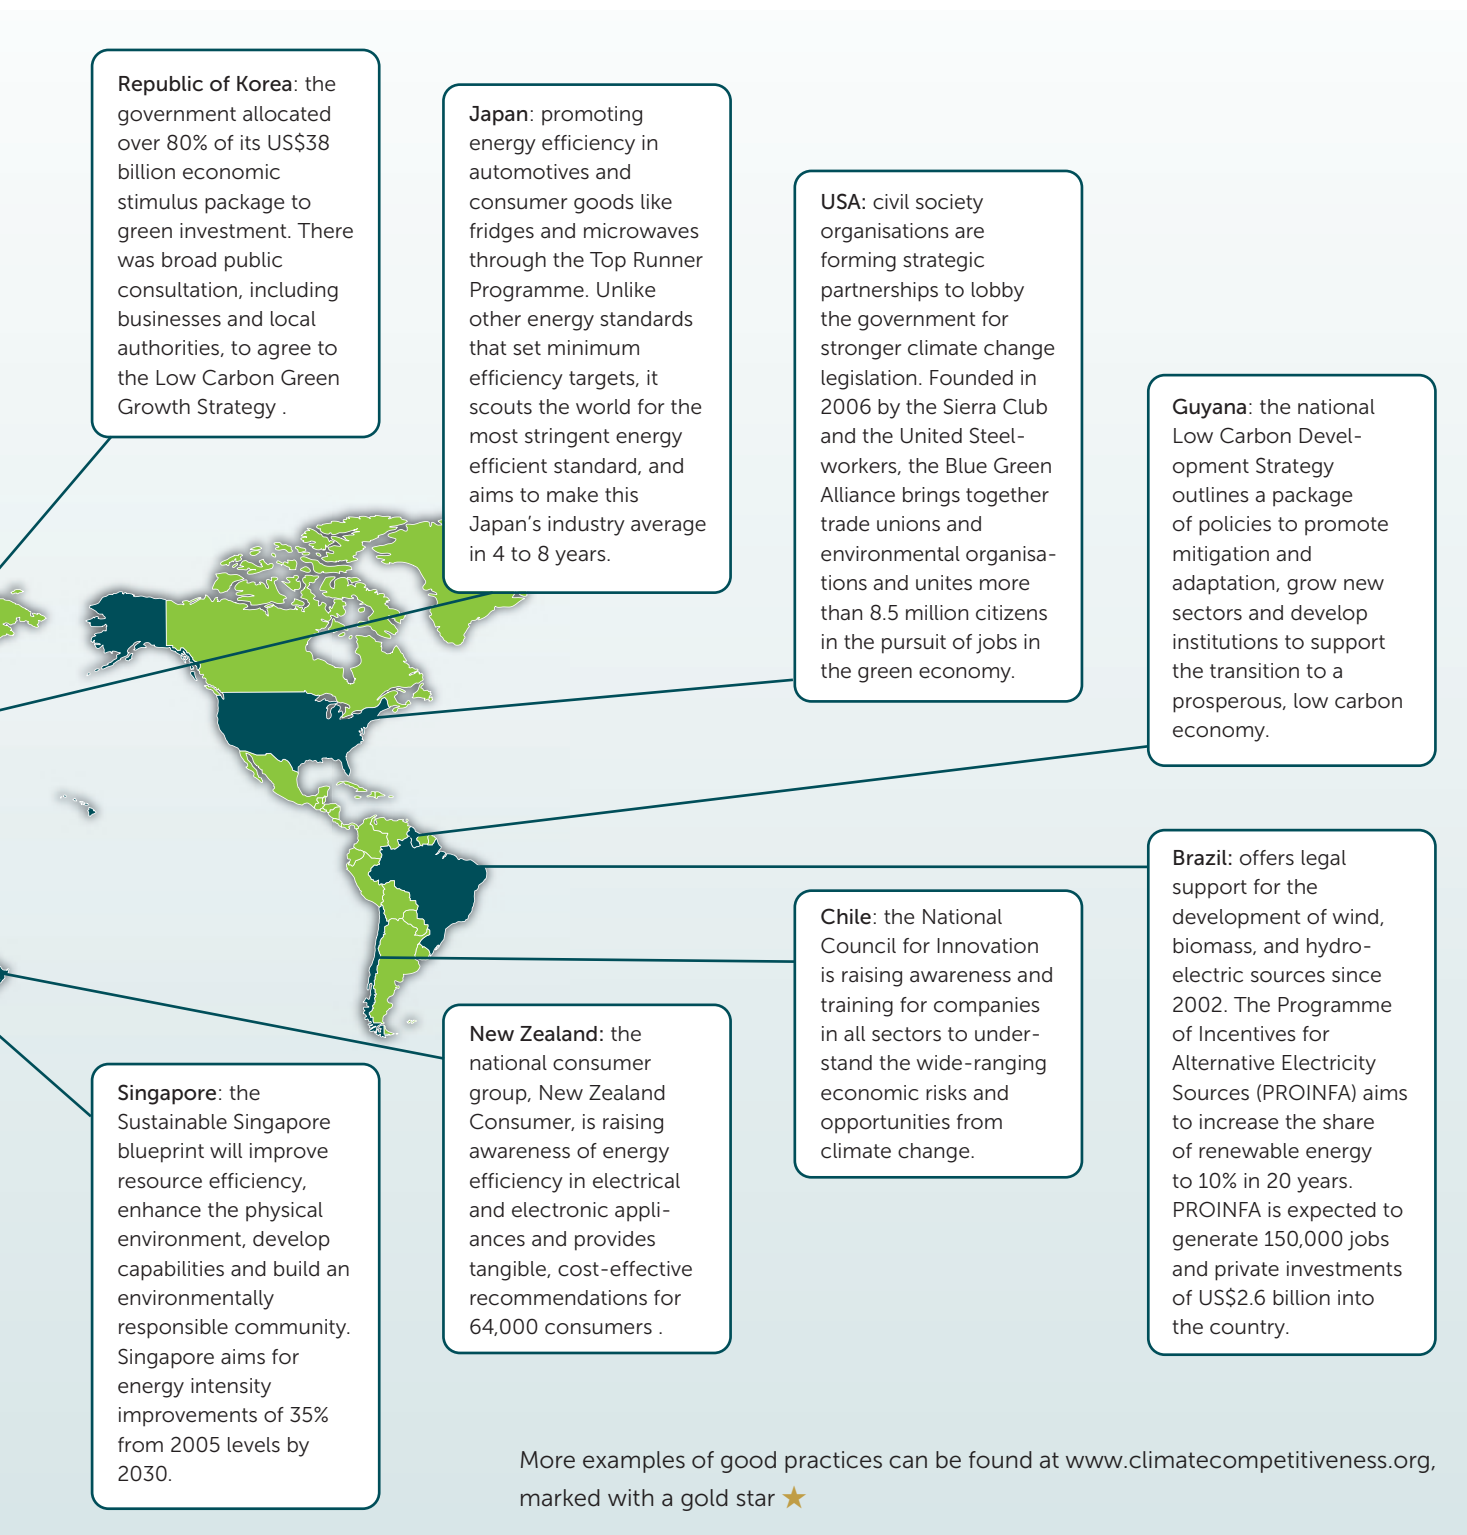 Republic of Korea: the
government allocated
over 80% of its US$38
billion economic
stimulus package to
green investment. There
was broad public
consultation, including
businesses and local
authorities, to agree to
the Low Carbon Green
Growth Strategy .
Japan: promoting
energy efficiency in
automotives and
consumer goods like
fridges and microwaves
through the Top Runner
Programme. Unlike
other energy standards
that set minimum
efficiency targets, it
scouts the world for the
most stringent energy
efficient standard, and
aims to make this
Japan's industry average
in 4 to 8 years.
USA: civil society
organisations are
forming strategic
partnerships to lobby
the government for
stronger climate change
legislation. Founded in
2006 by the Sierra Club
and the United Steel-
workers, the Blue Green
Alliance brings together
trade unions and
environmental organisa-
tions and unites more
than 8.5 million citizens
in the pursuit of jobs in
the green economy.
Guyana: the national
Low Carbon Devel-
opment Strategy
outlines a package
of policies to promote
mitigation and
adaptation, grow new
sectors and develop
institutions to support
the transition to a
prosperous, low carbon
economy.
Brazil: offers legal
support for the
development of wind,
biomass, and hydro-
electric sources since
2002. The Programme
of Incentives for
Alternative Electricity
Sources (PROINFA) aims
to increase the share
of renewable energy
to 10% in 20 years.
PROINFA is expected to
generate 150,000 jobs
and private investments
of US$2.6 billion into
the country.
Chile: the National
Council for Innovation
is raising awareness and
training for companies
in all sectors to under-
stand the wide-ranging
economic risks and
opportunities from
climate change.
New Zealand: the
national consumer
group, New Zealand
Consumer, is raising
awareness of energy
efficiency in electrical
and electronic appli-
ances and provides
tangible, cost-effective
recommendations for
64,000 consumers .
Singapore: the
Sustainable Singapore
blueprint will improve
resource efficiency,
enhance the physical
environment, develop
capabilities and build an
environmentally
responsible community.
Singapore aims for
energy intensity
improvements of 35%
from 2005 levels by
2030.
More examples of good practices can be found at www.climatecompetitiveness.org,
marked with a gold star ★